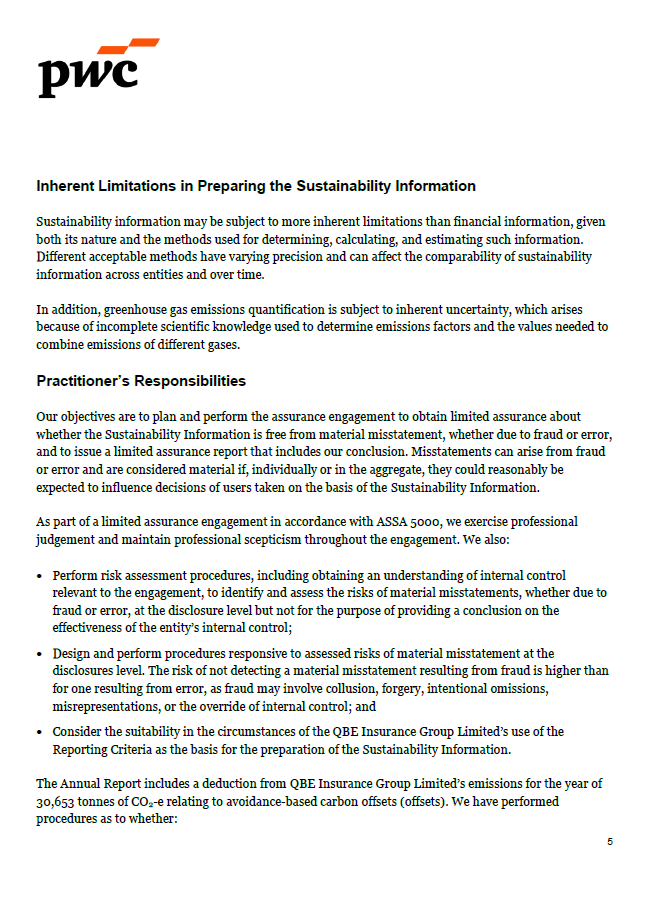 pwc
Inherent Limitations in Preparing the Sustainability Information
Sustainability information may be subject to more inherent limitations than financial information, given
both its nature and the methods used for determining, calculating, and estimating such information.
Different acceptable methods have varying precision and can affect the comparability of sustainability
information across entities and over time.
In addition, greenhouse gas emissions quantification is subject to inherent uncertainty, which arises
because of incomplete scientific knowledge used to determine emissions factors and the values needed to
combine emissions of different gases.
Practitioner's Responsibilities
Our objectives are to plan and perform the assurance engagement to obtain limited assurance about
whether the Sustainability Information is free from material misstatement, whether due to fraud or error,
and to issue a limited assurance report that includes our conclusion. Misstatements can arise from fraud
or error and are considered material if, individually or in the aggregate, they could reasonably be
expected to influence decisions of users taken on the basis of the Sustainability Information.
As part of a limited assurance engagement in accordance with ASSA 5000, we exercise professional
judgement and maintain professional scepticism throughout the engagement. We also:
• Perform risk assessment procedures, including obtaining an understanding of internal control
relevant to the engagement, to identify and assess the risks of material misstatements, whether due to
fraud or error, at the disclosure level but not for the purpose of providing a conclusion on the
effectiveness of the entity's internal control;
• Design and perform procedures responsive to assessed risks of material misstatement at the
disclosures level. The risk of not detecting a material misstatement resulting from fraud is higher than
for one resulting from error, as fraud may involve collusion, forgery, intentional omissions,
misrepresentations, or the override of internal control; and
• Consider the suitability in the circumstances of the QBE Insurance Group Limited's use of the
Reporting Criteria as the basis for the preparation of the Sustainability Information.
The Annual Report includes a deduction from QBE Insurance Group Limited's emissions for the year of
30,653 tonnes of CO₂-e relating to avoidance-based carbon offsets (offsets). We have performed
procedures as to whether:
5